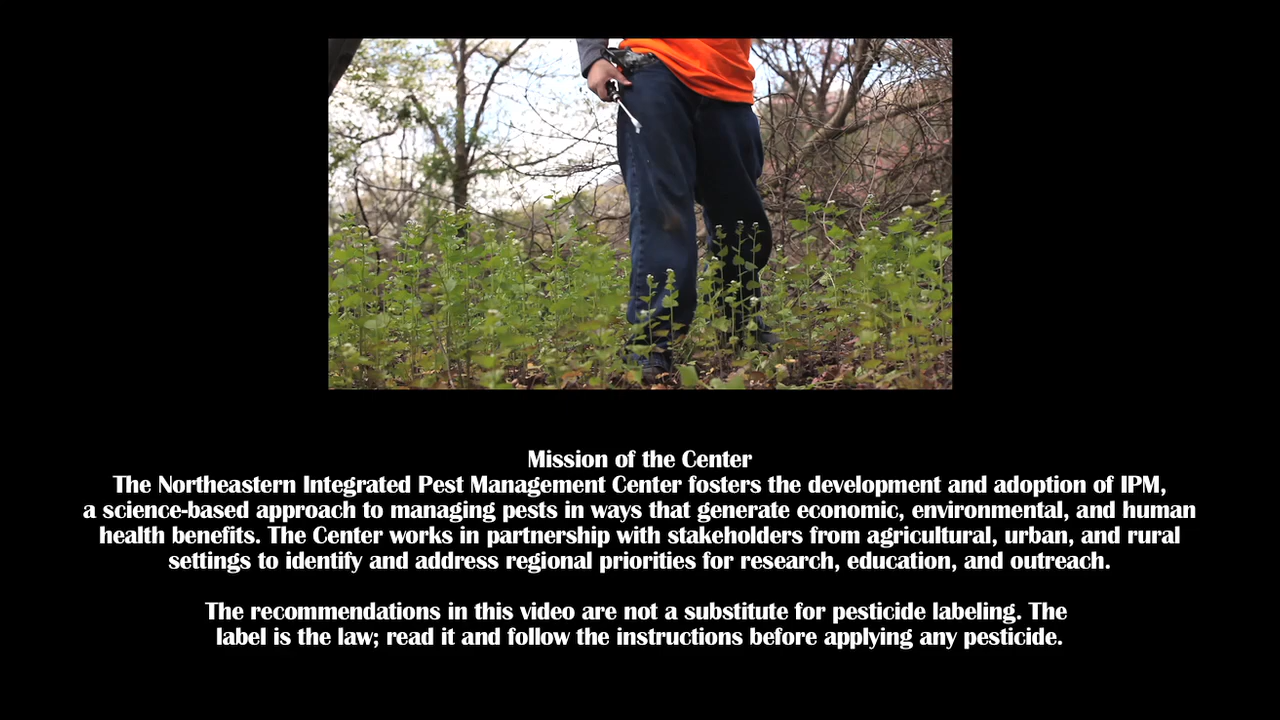 Mission of the Center
The Northeastern Integrated Pest Management Center fosters the development and adoption of IPM,
a science-based approach to managing pests in ways that generate economic, environmental, and human
health benefits. The Center works in partnership with stakeholders from agricultural, urban, and rural
settings to identify and address regional priorities for research, education, and outreach.
The recommendations in this video are not a substitute for pesticide labeling. The
label is the law; read it and follow the instructions before applying any pesticide.